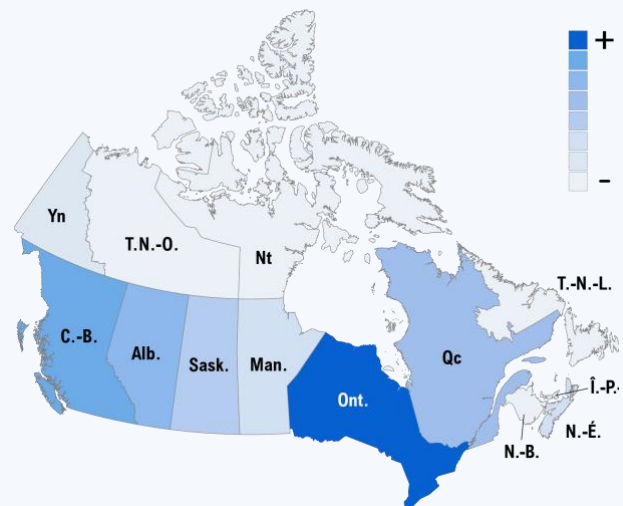 +
-
Yn
T.N.-O.
Nt
T.-N.-L.
C.-B.
Alb.
Sask.
Man.
Ont.
Qc
Î.-P.-
N.-É.
N.-B.